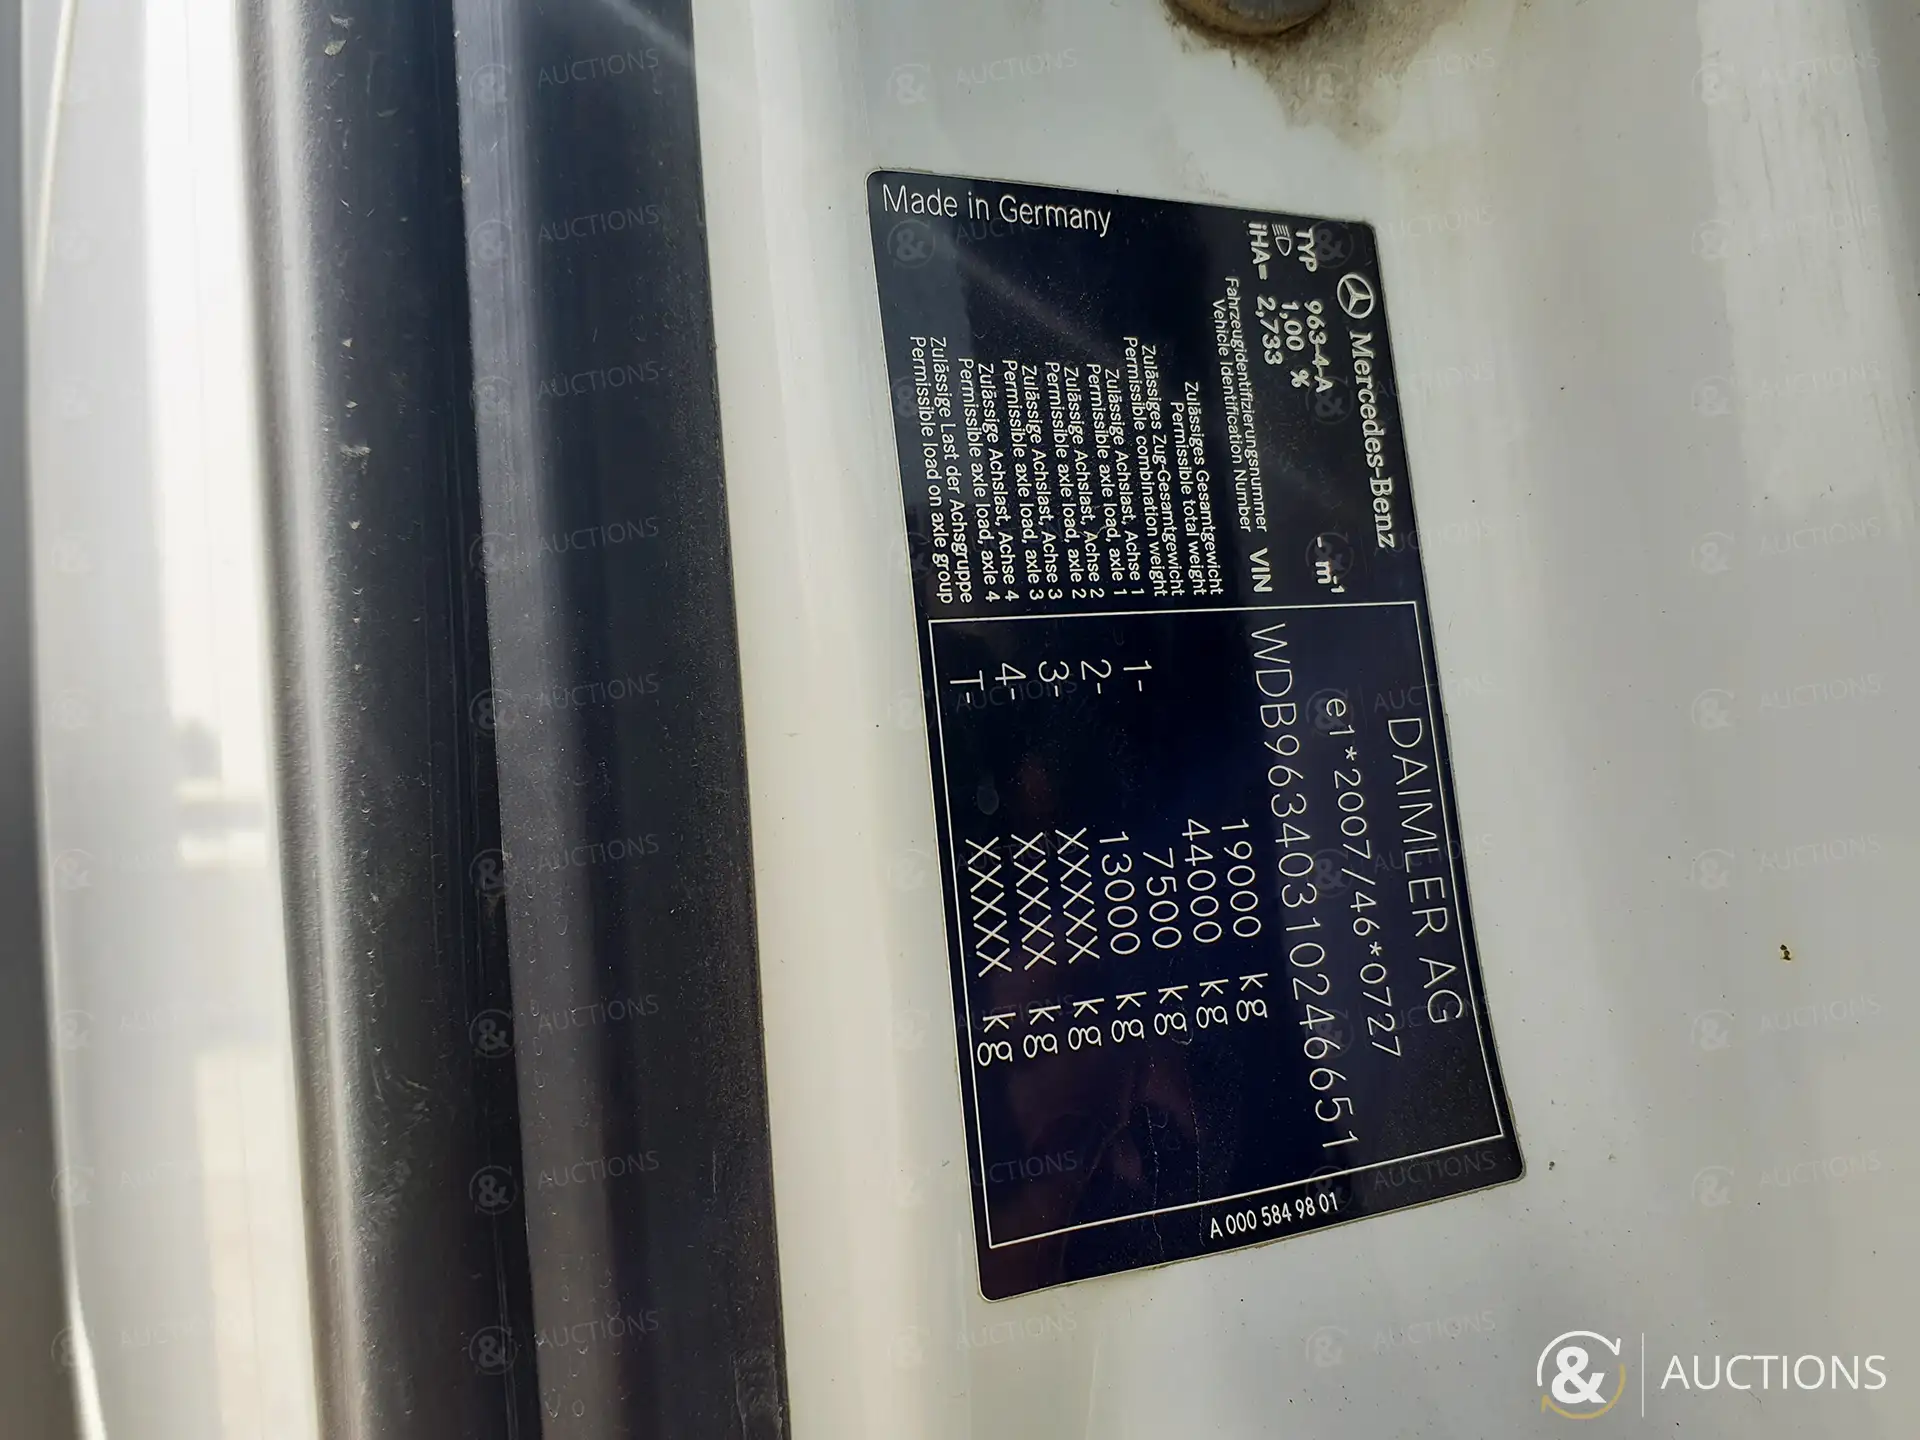 Mercedes-Benz
TYP 963-4-A
1,00 % - m-¹
iHA= 2,733
Fahrzeugidentifizierungsnummer
Vehicle Identification Number VIN
Zulässiges Gesamtgewicht
Permissible total weight
Zulässiges Zug-Gesamtgewicht
Permissible combination weight
Zulässige Achslast, Achse 1
Permissible axle load, axle 1
Zulässige Achslast, Achse 2
Permissible axle load, axle 2
Zulässige Achslast, Achse 3
Permissible axle load, axle 3
Zulässige Achslast, Achse 4
Permissible axle load, axle 4
Zulässige Last der Achsgruppe
Permissible load on axle group
Made in Germany
DAIMLER AG
e1*2007/46*0727
WDB9634031O246651
19000 kg
44000 kg
1- 7500 kg
2- 13000 kg
3- XXXXX kg
4- XXXXX kg
T- XXXXX kg
A 000 584 98 01
& AUCTIONS